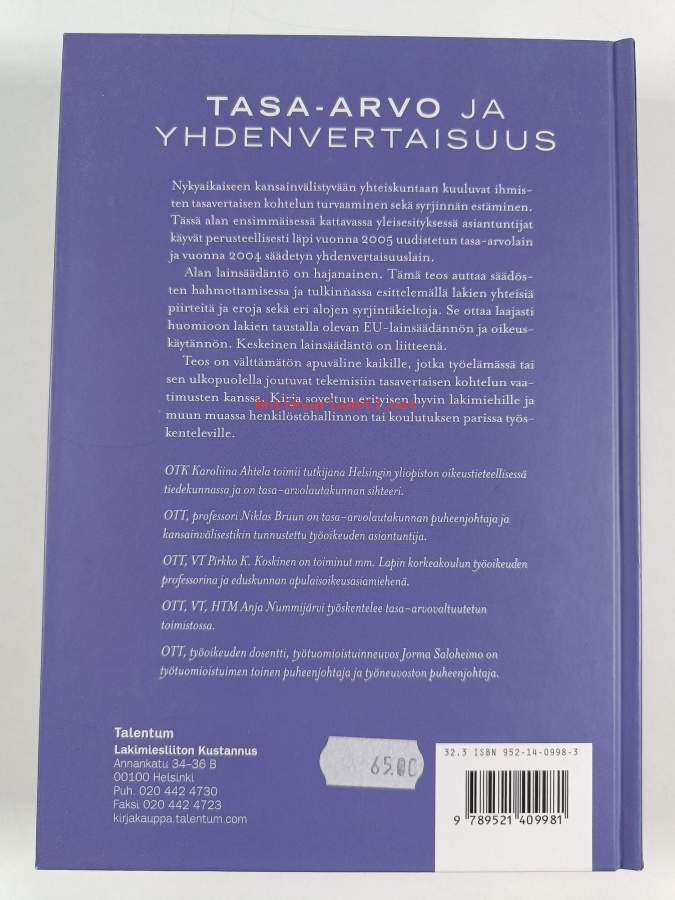 TASA-ARVO JA
YHDENVERTAISUUS
Nykyaikaiseen kansainvälistyvään yhteiskuntaan kuuluvat ihmis-
ten tasavertaisen kohtelun turvaaminen sekä syrjinnän estäminen.
Tässä alan ensimmäisessä kattavassa yleisesityksessä asiantuntijat
käyvät perusteellisesti läpi vuonna 2005 uudistetun tasa-arvolain
ja vuonna 2004 säädetyn yhdenvertaisuuslain.
Alan lainsäädäntö on hajanainen. Tämä teos auttaa säädös-
ten hahmottamisessa ja tulkinnassa esittelemällä lakien yhteisiä
piirteitä ja eroja sekä eri alojen syrjintäkieltoja. Se ottaa laajasti
huomioon lakien taustalla olevan EU-lainsäädännön ja oikeus-
käytännön. Keskeinen lainsäädäntö on liitteenä.
Teos on välttämätön apuväline kaikille, jotka työelämässä tai
sen ulkopuolella joutuvat tekemisiin tasavertaisen kohtelun vaa-
timusten kanssa. Kirja soveltuu erityisen hyvin lakimiehille ja
antikvariaatti.net
muun muassa henkilöstöhallinnon tai koulutuksen parissa työs-
kenteleville.
OTK Karoliina Ahtela toimii tutkijana Helsingin yliopiston oikeustieteellisessä
tiedekunnassa ja on tasa-arvolautakunnan sihteeri.
OTT, professori Niklas Bruun on tasa-arvolautakunnan puheenjohtaja ja
kansainvälisestikin tunnustettu työoikeuden asiantuntija.
OTT, VT Pirkko K. Koskinen on toiminut mm. Lapin korkeakoulun työoikeuden
professorina ja eduskunnan apulaisoikeusasiamiehenä.
OTT, VT, HTM Anja Nummijärvi työskentelee tasa-arvovaltuutetun
toimistossa.
OTT, työoikeuden dosentti, työtuomioistuinneuvos Jorma Saloheimo on
työtuomioistuimen toinen puheenjohtaja ja työneuvoston puheenjohtaja.
Talentum
Lakimiesliiton Kustannus
Annankatu 34–36 B
00100 Helsinki
Puh. 020 442 4730
Faksi 020 442 4723
kirjakauppa.talentum.com
65.00
32.3 ISBN 952-14-0998-3
9 789521 409981